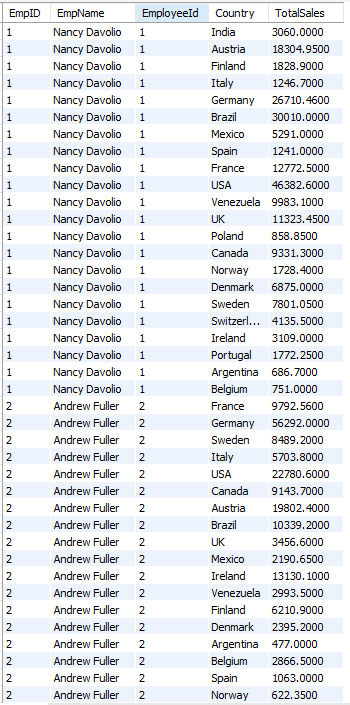 EmpID EmpName EmployeeId Country TotalSales
1 Nancy Davolio 1 India 3060.0000
1 Nancy Davolio 1 Austria 18304.9500
1 Nancy Davolio 1 Finland 1828.9000
1 Nancy Davolio 1 Italy 1246.7000
1 Nancy Davolio 1 Germany 26710.4600
1 Nancy Davolio 1 Brazil 30010.0000
1 Nancy Davolio 1 Mexico 5291.0000
1 Nancy Davolio 1 Spain 1241.0000
1 Nancy Davolio 1 France 12772.5000
1 Nancy Davolio 1 USA 46382.6000
1 Nancy Davolio 1 Venezuela 9983.1000
1 Nancy Davolio 1 UK 11323.4500
1 Nancy Davolio 1 Poland 858.8500
1 Nancy Davolio 1 Canada 9331.3000
1 Nancy Davolio 1 Norway 1728.4000
1 Nancy Davolio 1 Denmark 6875.0000
1 Nancy Davolio 1 Sweden 7801.0500
1 Nancy Davolio 1 Switzerl... 4135.5000
1 Nancy Davolio 1 Ireland 3109.0000
1 Nancy Davolio 1 Portugal 1772.2500
1 Nancy Davolio 1 Argentina 686.7000
1 Nancy Davolio 1 Belgium 751.0000
2 Andrew Fuller 2 France 9792.5600
2 Andrew Fuller 2 Germany 56292.0000
2 Andrew Fuller 2 Sweden 8489.2000
2 Andrew Fuller 2 Italy 5703.8000
2 Andrew Fuller 2 USA 22780.6000
2 Andrew Fuller 2 Canada 9143.7000
2 Andrew Fuller 2 Austria 19802.4000
2 Andrew Fuller 2 Brazil 10339.2000
2 Andrew Fuller 2 UK 3456.6000
2 Andrew Fuller 2 Mexico 2190.6500
2 Andrew Fuller 2 Ireland 13130.1000
2 Andrew Fuller 2 Venezuela 2993.5000
2 Andrew Fuller 2 Finland 6210.9000
2 Andrew Fuller 2 Denmark 2395.2000
2 Andrew Fuller 2 Argentina 477.0000
2 Andrew Fuller 2 Belgium 2866.5000
2 Andrew Fuller 2 Spain 1063.0000
2 Andrew Fuller 2 Norway 622.3500